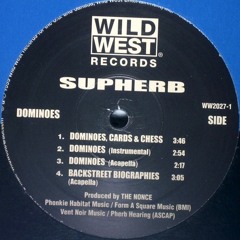 WILD
WEST
RECORDS
SUPHERB
DOMINOES
WW2027-1
SIDE
1. DOMINOES, CARDS & CHESS 3:46
2. DOMINOES (Instrumental) 2:54
3. DOMINOES (Acapella) 2:17
4. BACKSTREET BIOGRAPHIES 3:05
(Acapella)
Produced by THE NONCE
Phonkie Habitat Music / Form A Square Music (BMI)
Vent Noir Music / Pherb Hearing (ASCAP)